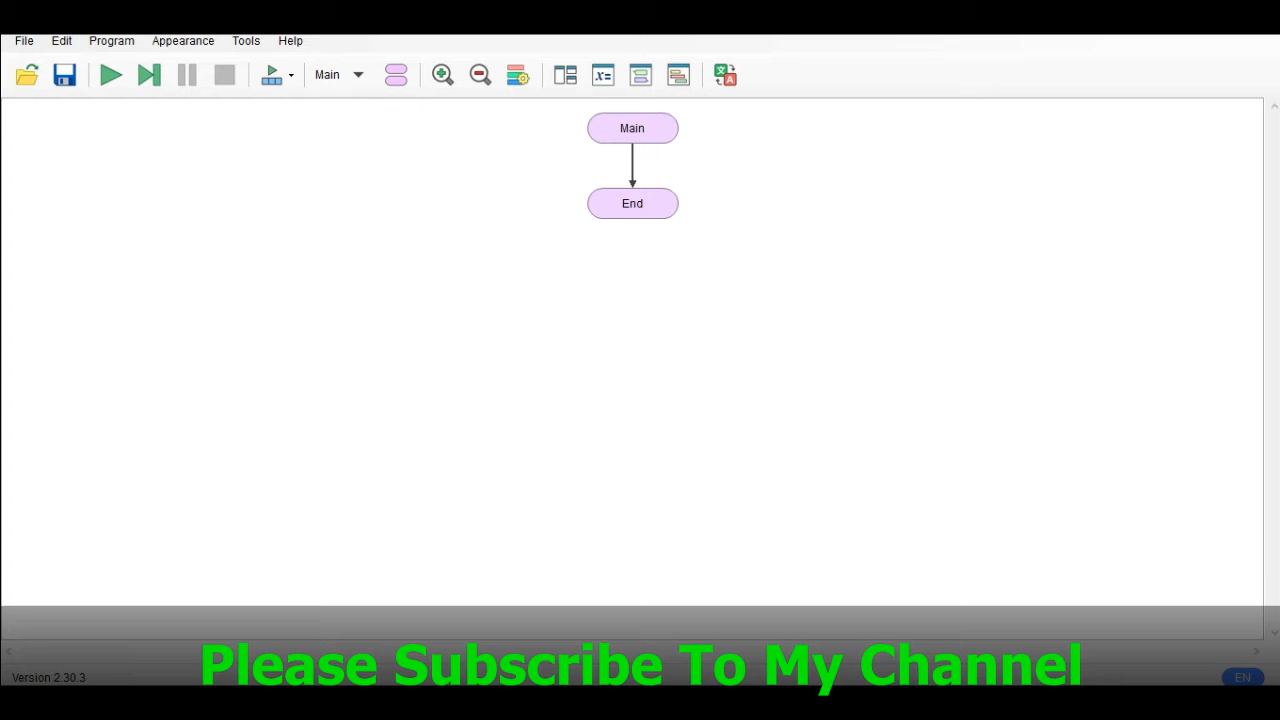 File Edit Program Appearance Tools Help
Main
x=
A
Main
End
Please Subscribe To My Channel
Version 2.30.3
EN